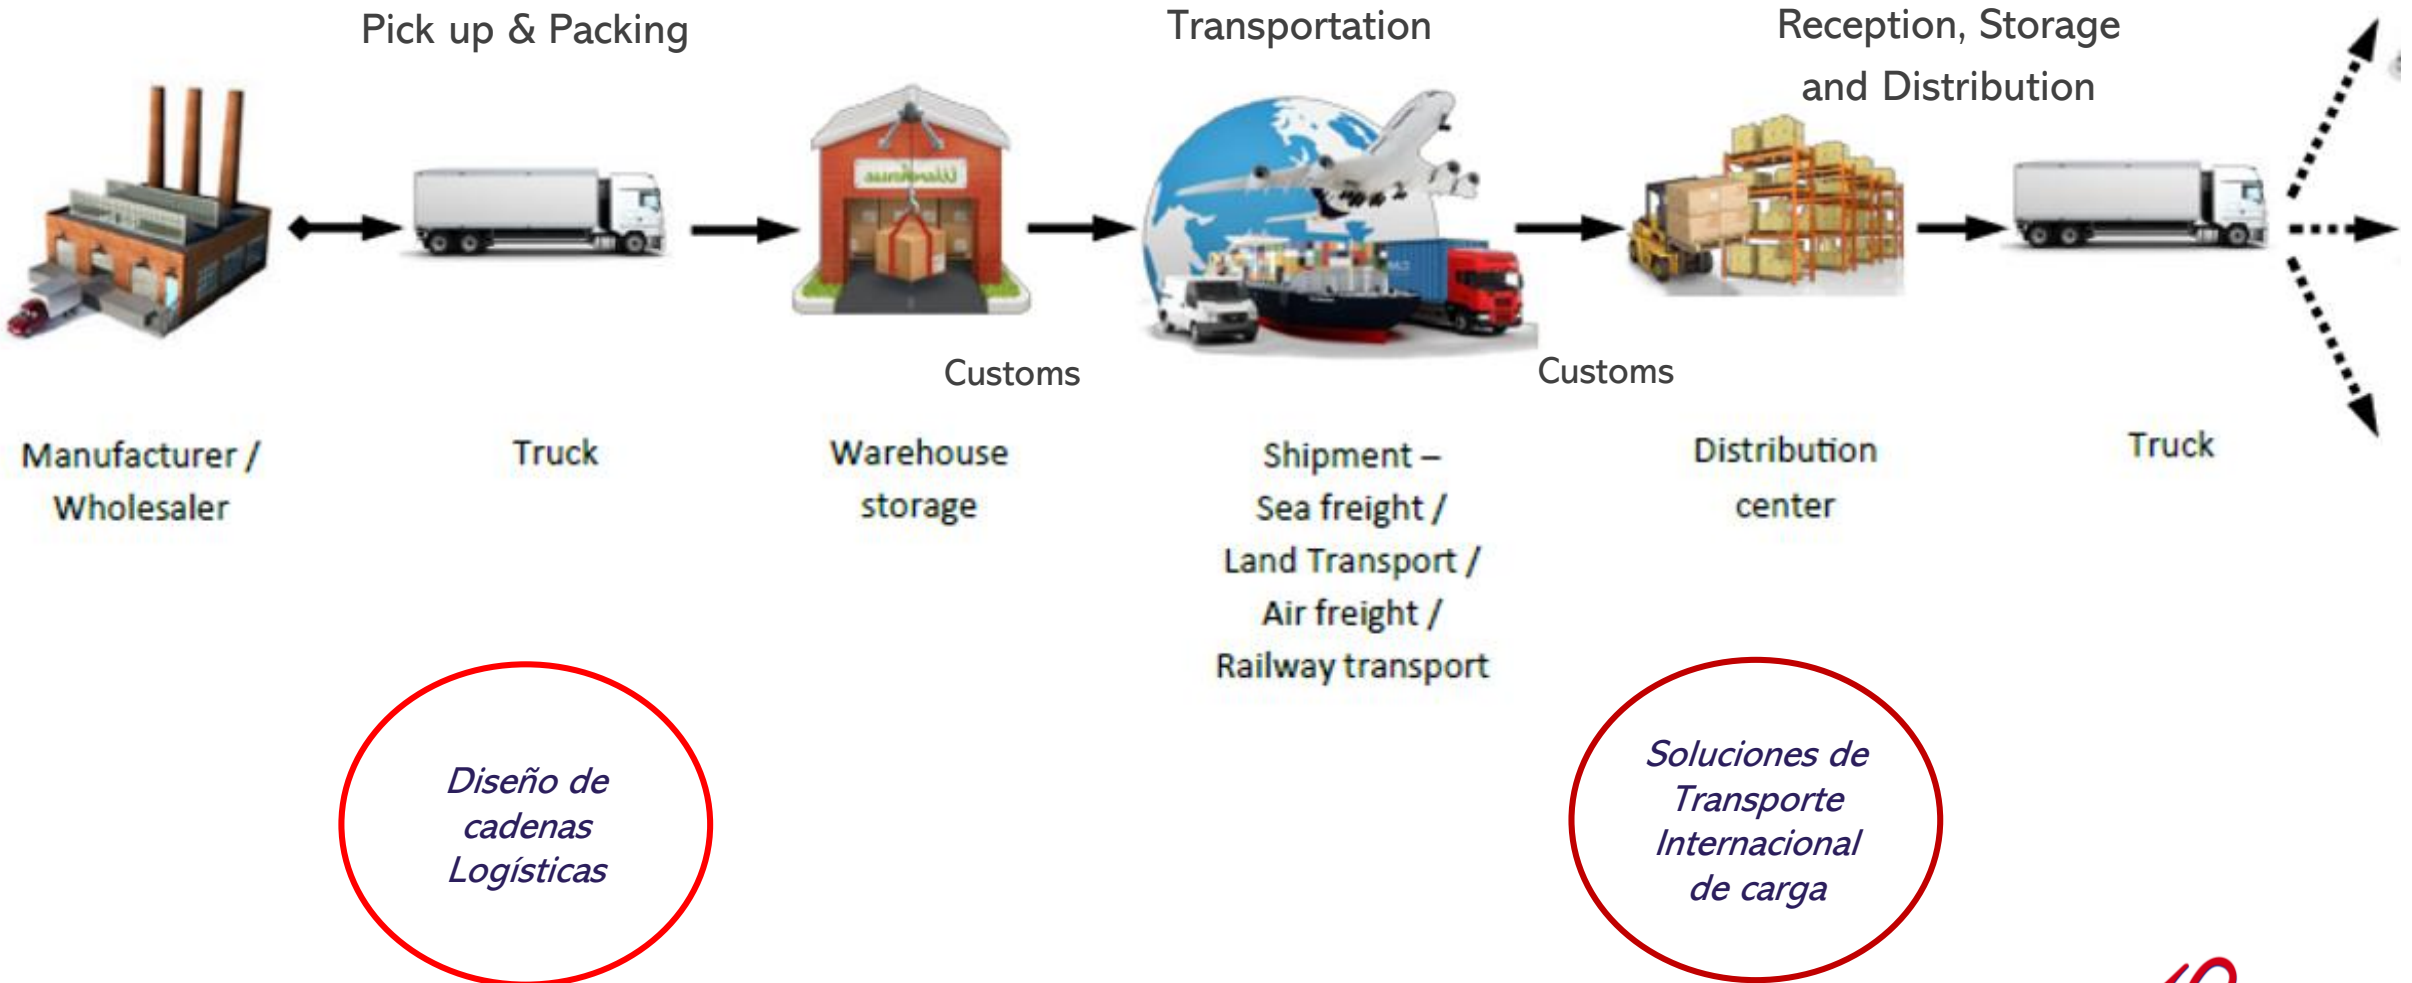 Pick up & Packing
Transportation
Reception, Storage
and Distribution
Customs
Customs
Manufacturer /
Wholesaler
Truck
Warehouse
storage
Shipment –
Sea freight /
Land Transport /
Air freight /
Railway transport
Distribution
center
Truck
Diseño de
cadenas
Logísticas
Soluciones de
Transporte
Internacional
de carga